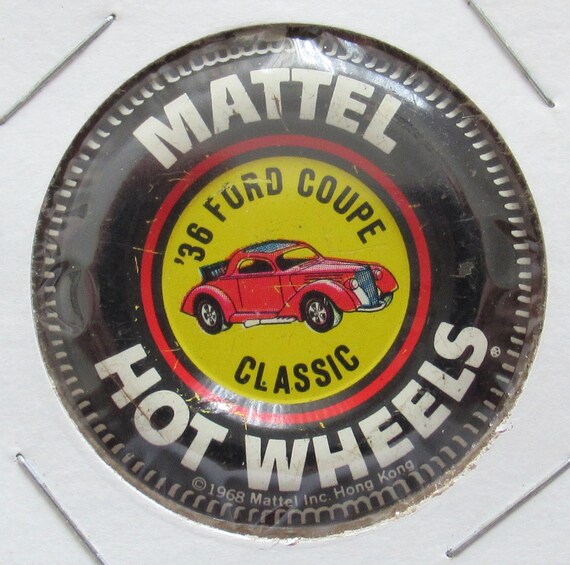 MATTEL
'36 FORD COUPE
CLASSIC
HOT WHEELS®
©1968 Mattel Inc. Hong Kong